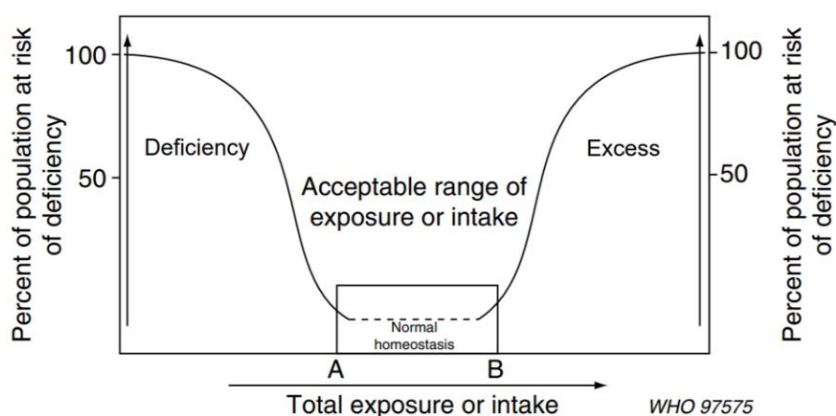 Percent of population at risk
of deficiency
100
50
Deficiency
Acceptable range of
exposure or intake
Excess
100
50
Percent of population at risk
of deficiency
Normal
homeostasis
A
B
Total exposure or intake
WHO 97575